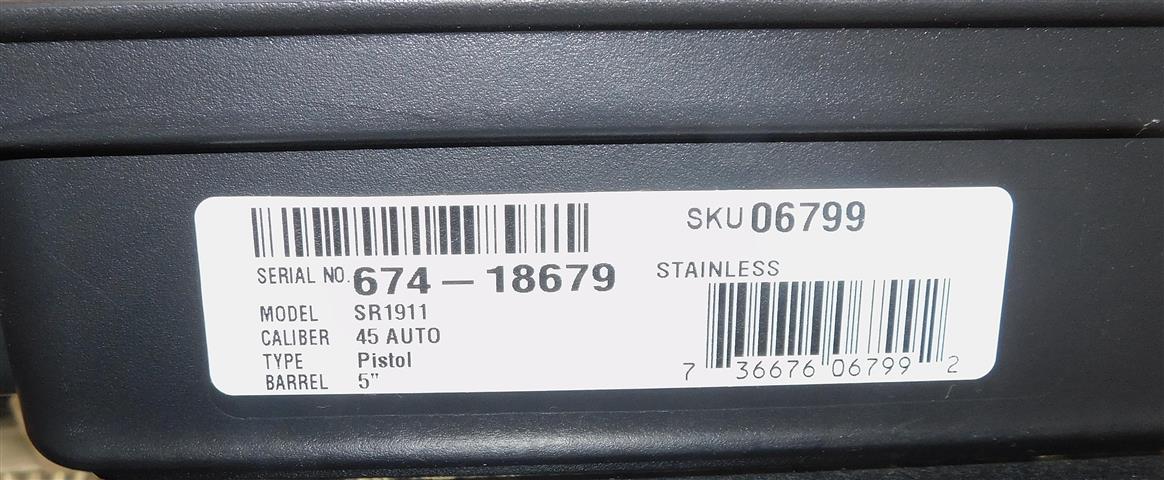 SKU 06799
SERIAL NO. 674-18679
STAINLESS
MODEL SR1911
CALIBER 45 AUTO
TYPE Pistol
BARREL 5"
7 36676 06799 2